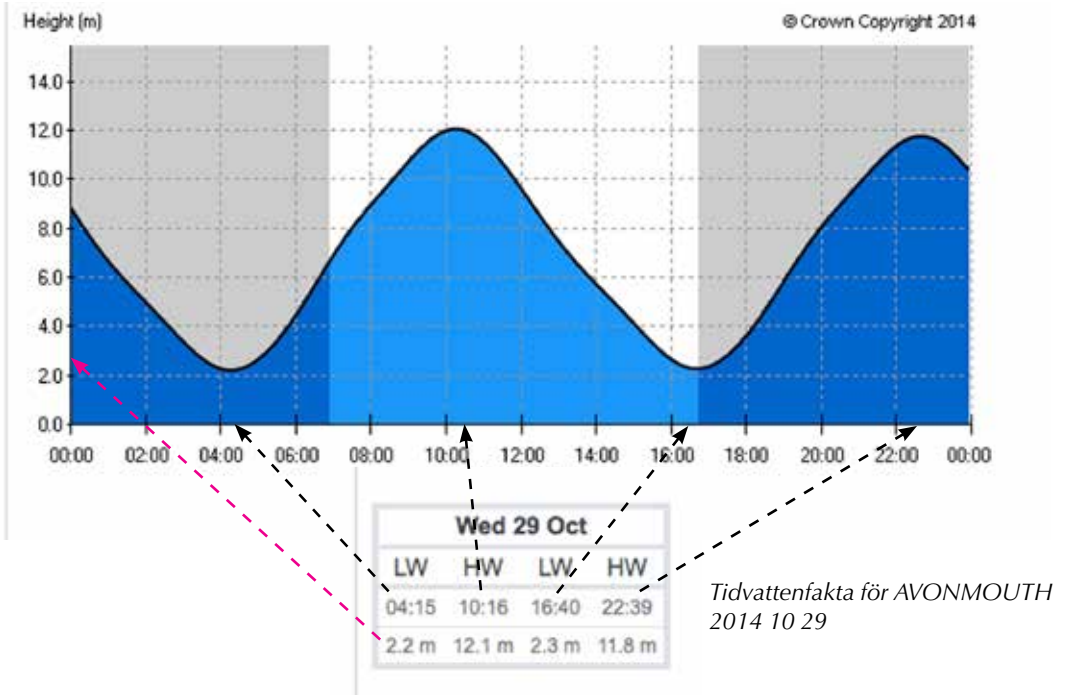 Height (m)
© Crown Copyright 2014
14.0
12.0
10.0
8.0
6.0
4.0
2.0
0.0
00:00 02:00 04:00 06:00 08:00 10:00 12:00 14:00 16:00 18:00 20:00 22:00 00:00
Wed 29 Oct
LW HW LW HW
04:15 10:16 16:40 22:39
2.2 m 12.1 m 2.3 m 11.8 m
Tidvattenfakta för AVONMOUTH
2014 10 29